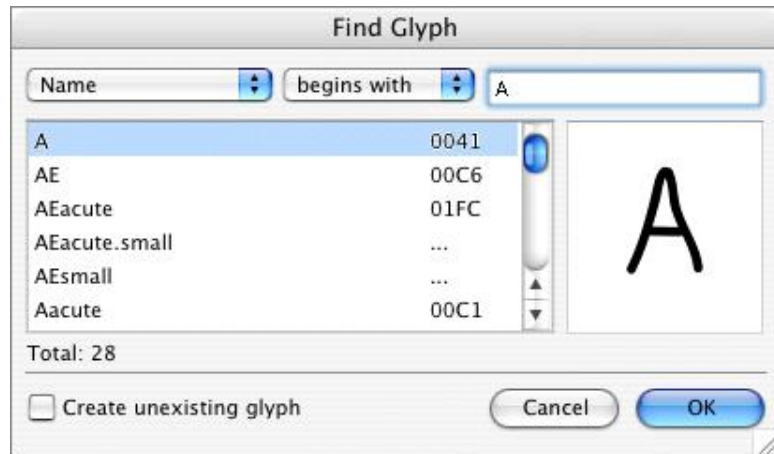 Find Glyph
Name begins with A
A 0041
AE 00C6
AEacute 01FC
AEacute.small ...
AEsmall ...
Aacute 00C1
A
Total: 28
Create unexisting glyph Cancel OK